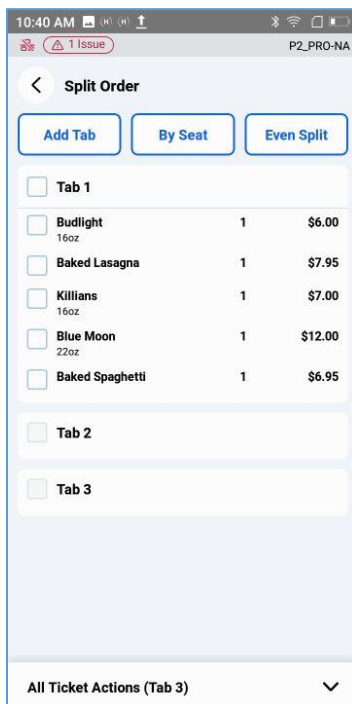 10:40 AM
1 Issue P2_PRO-NA
Split Order
Add Tab By Seat Even Split
Tab 1
Budlight 1 $6.00
16oz
Baked Lasagna 1 $7.95
Killians 1 $7.00
16oz
Blue Moon 1 $12.00
22oz
Baked Spaghetti 1 $6.95
Tab 2
Tab 3
All Ticket Actions (Tab 3)